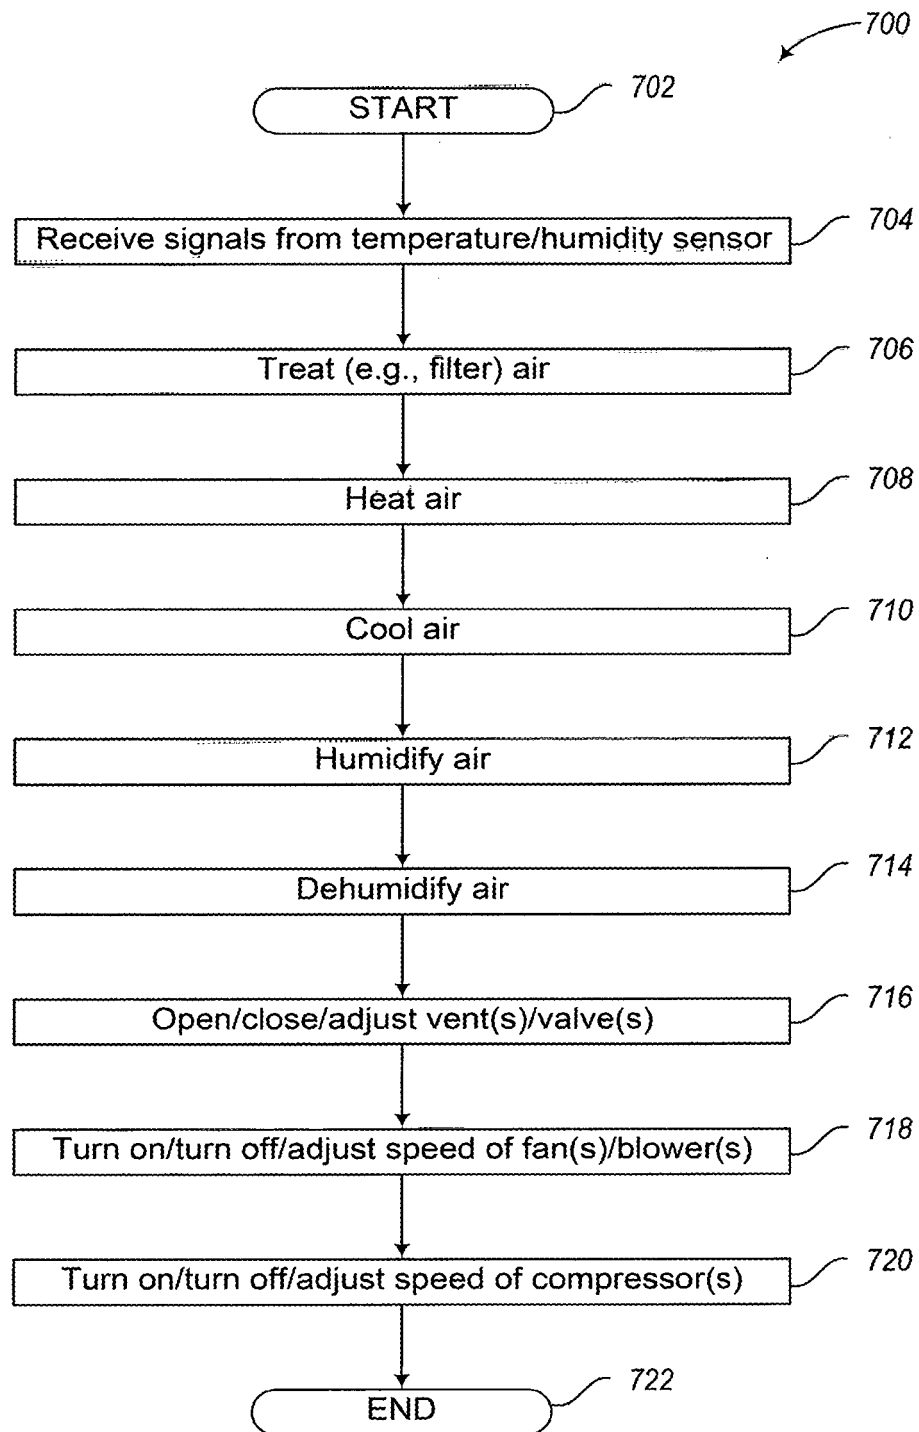 700
START 702
Receive signals from temperature/humidity sensor 704
Treat (e.g., filter) air 706
Heat air 708
Cool air 710
Humidify air 712
Dehumidify air 714
Open/close/adjust vent(s)/valve(s) 716
Turn on/turn off/adjust speed of fan(s)/blower(s) 718
Turn on/turn off/adjust speed of compressor(s) 720
END 722